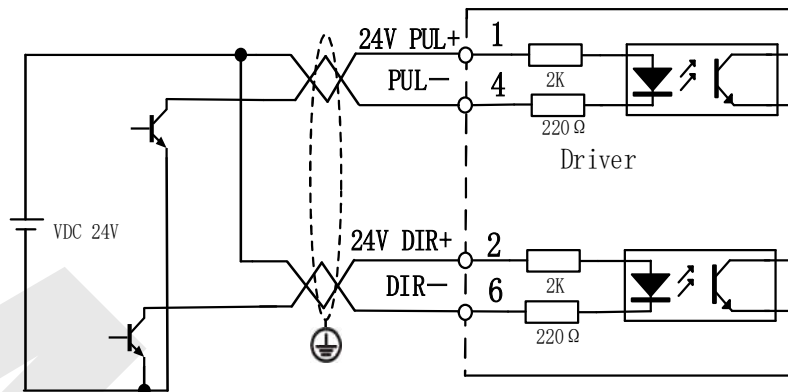 24V PUL+
1
2K
PUL—
4
220Ω
Driver
VDC 24V
24V DIR+
2
2K
DIR—
6
220Ω